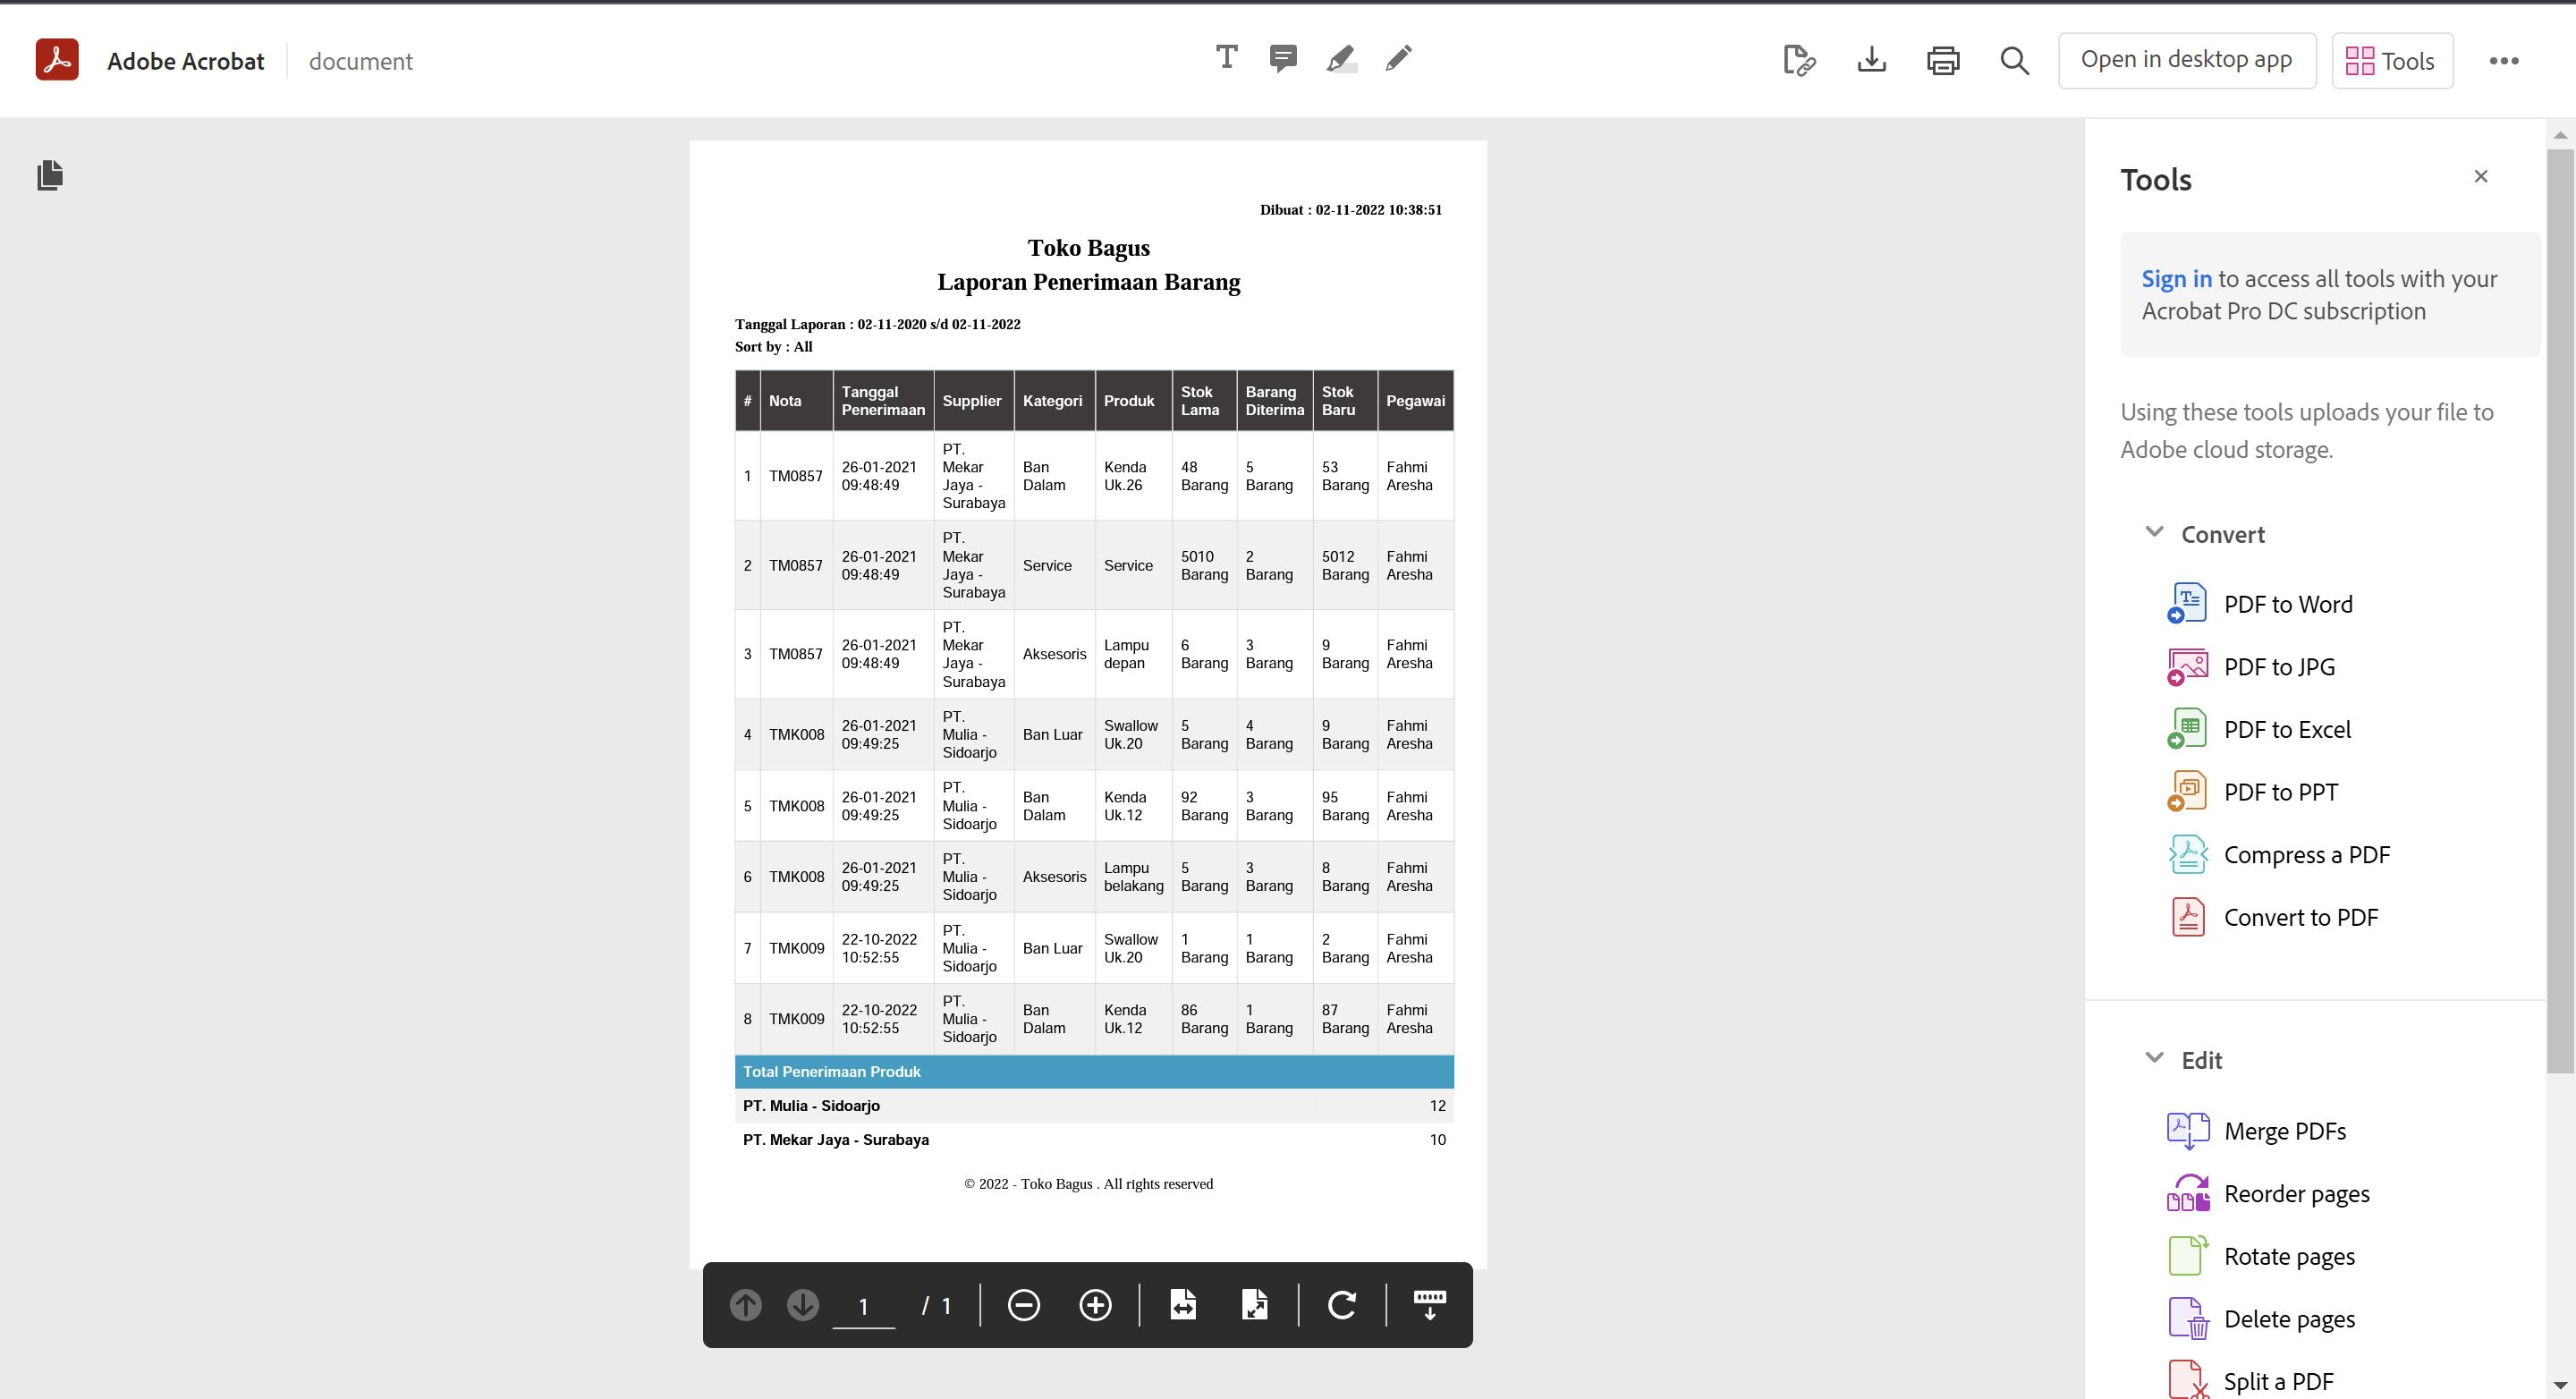 Adobe Acrobat
document
Open in desktop app
Tools
Dibuat : 02-11-2022 10:38:51
Toko Bagus
Laporan Penerimaan Barang
Tanggal Laporan : 02-11-2020 s/d 02-11-2022
Sort by : All
# Nota Tanggal Penerimaan Supplier Kategori Produk Stok Lama Barang Diterima Stok Baru Pegawai
1 TM0857 26-01-2021 09:48:49 PT. Mekar Jaya - Surabaya Ban Dalam Kenda Uk.26 48 Barang 5 Barang 53 Barang Fahmi Aresha
2 TM0857 26-01-2021 09:48:49 PT. Mekar Jaya - Surabaya Service Service 5010 Barang 2 Barang 5012 Barang Fahmi Aresha
3 TM0857 26-01-2021 09:48:49 PT. Mekar Jaya - Surabaya Aksesoris Lampu depan 6 Barang 3 Barang 9 Barang Fahmi Aresha
4 TMK008 26-01-2021 09:49:25 PT. Mulia - Sidoarjo Ban Luar Swallow Uk.20 5 Barang 4 Barang 9 Barang Fahmi Aresha
5 TMK008 26-01-2021 09:49:25 PT. Mulia - Sidoarjo Ban Dalam Kenda Uk.12 92 Barang 3 Barang 95 Barang Fahmi Aresha
6 TMK008 26-01-2021 09:49:25 PT. Mulia - Sidoarjo Aksesoris Lampu belakang 5 Barang 3 Barang 8 Barang Fahmi Aresha
7 TMK009 22-10-2022 10:52:55 PT. Mulia - Sidoarjo Ban Luar Swallow Uk.20 1 Barang 1 Barang 2 Barang Fahmi Aresha
8 TMK009 22-10-2022 10:52:55 PT. Mulia - Sidoarjo Ban Dalam Kenda Uk.12 86 Barang 1 Barang 87 Barang Fahmi Aresha
Total Penerimaan Produk
PT. Mulia - Sidoarjo 12
PT. Mekar Jaya - Surabaya 10
© 2022 - Toko Bagus . All rights reserved
1 / 1
Tools
Sign in to access all tools with your
Acrobat Pro DC subscription
Using these tools uploads your file to
Adobe cloud storage.
Convert
PDF to Word
PDF to JPG
PDF to Excel
PDF to PPT
Compress a PDF
Convert to PDF
Edit
Merge PDFs
Reorder pages
Rotate pages
Delete pages
Split a PDF